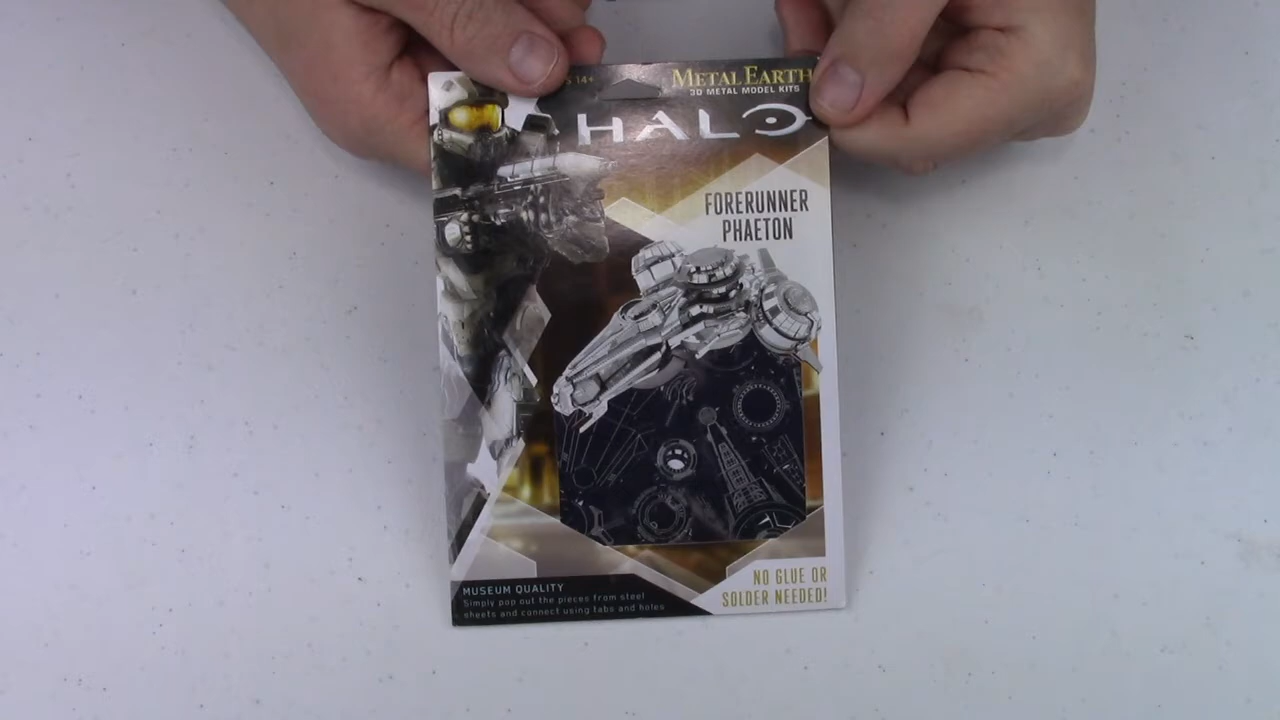 14+
METAL EARTH
3D METAL MODEL KITS
HALO
FORERUNNER
PHAETON
MUSEUM QUALITY
Simply pop out the pieces from steel
sheets and connect using tabs and holes
NO GLUE OR
SOLDER NEEDED!